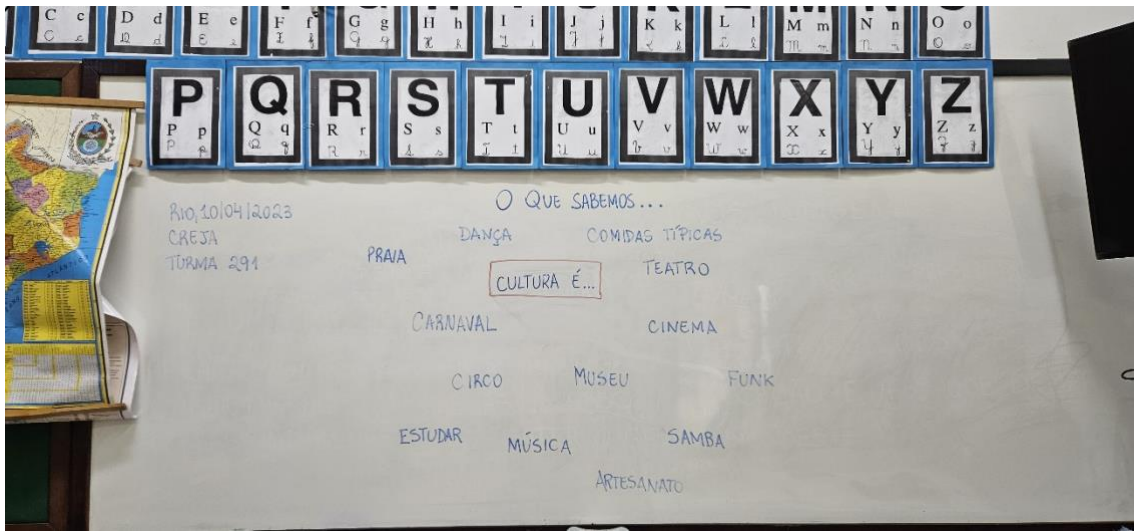 C c
D d
E e
F f
G g
H h
I i
J j
K k
L l
M m
N n
O o
P Q R S T U V W X Y Z
P p Q q R r S s T t U u V v W w X x Y y Z z
P p Q q R r S s T t U u V v W w X x Y y Z z
RIO, 10/04/2023
CREJA
TURMA 291
O QUE SABEMOS...
DANÇA COMIDAS TÍPICAS
PRAIA TEATRO
CULTURA É...
CARNAVAL CINEMA
CIRCO MUSEU FUNK
ESTUDAR MÚSICA SAMBA
ARTESANATO